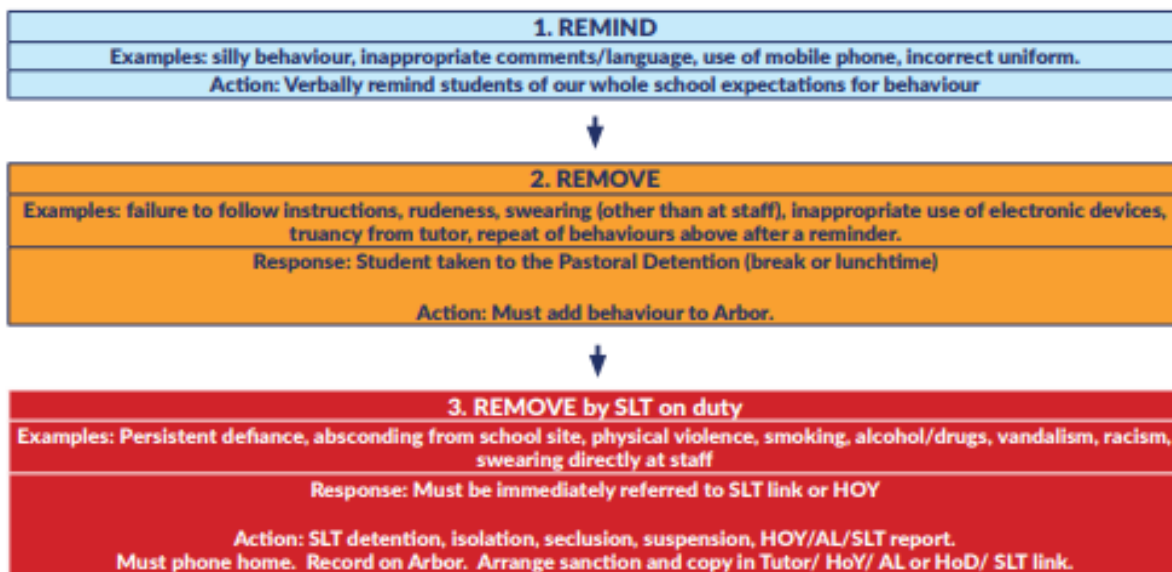 1. REMIND
Examples: silly behaviour, inappropriate comments/language, use of mobile phone, incorrect uniform.
Action: Verbally remind students of our whole school expectations for behaviour
2. REMOVE
Examples: failure to follow instructions, rudeness, swearing (other than at staff), inappropriate use of electronic devices,
truancy from tutor, repeat of behaviours above after a reminder.
Response: Student taken to the Pastoral Detention (break or lunchtime)
Action: Must add behaviour to Arbor.
3. REMOVE by SLT on duty
Examples: Persistent defiance, absconding from school site, physical violence, smoking, alcohol/drugs, vandalism, racism,
swearing directly at staff
Response: Must be immediately referred to SLT link or HOY
Action: SLT detention, isolation, seclusion, suspension, HOY/AL/SLT report.
Must phone home. Record on Arbor. Arrange sanction and copy in Tutor/ HoY/ AL or HoD/ SLT link.